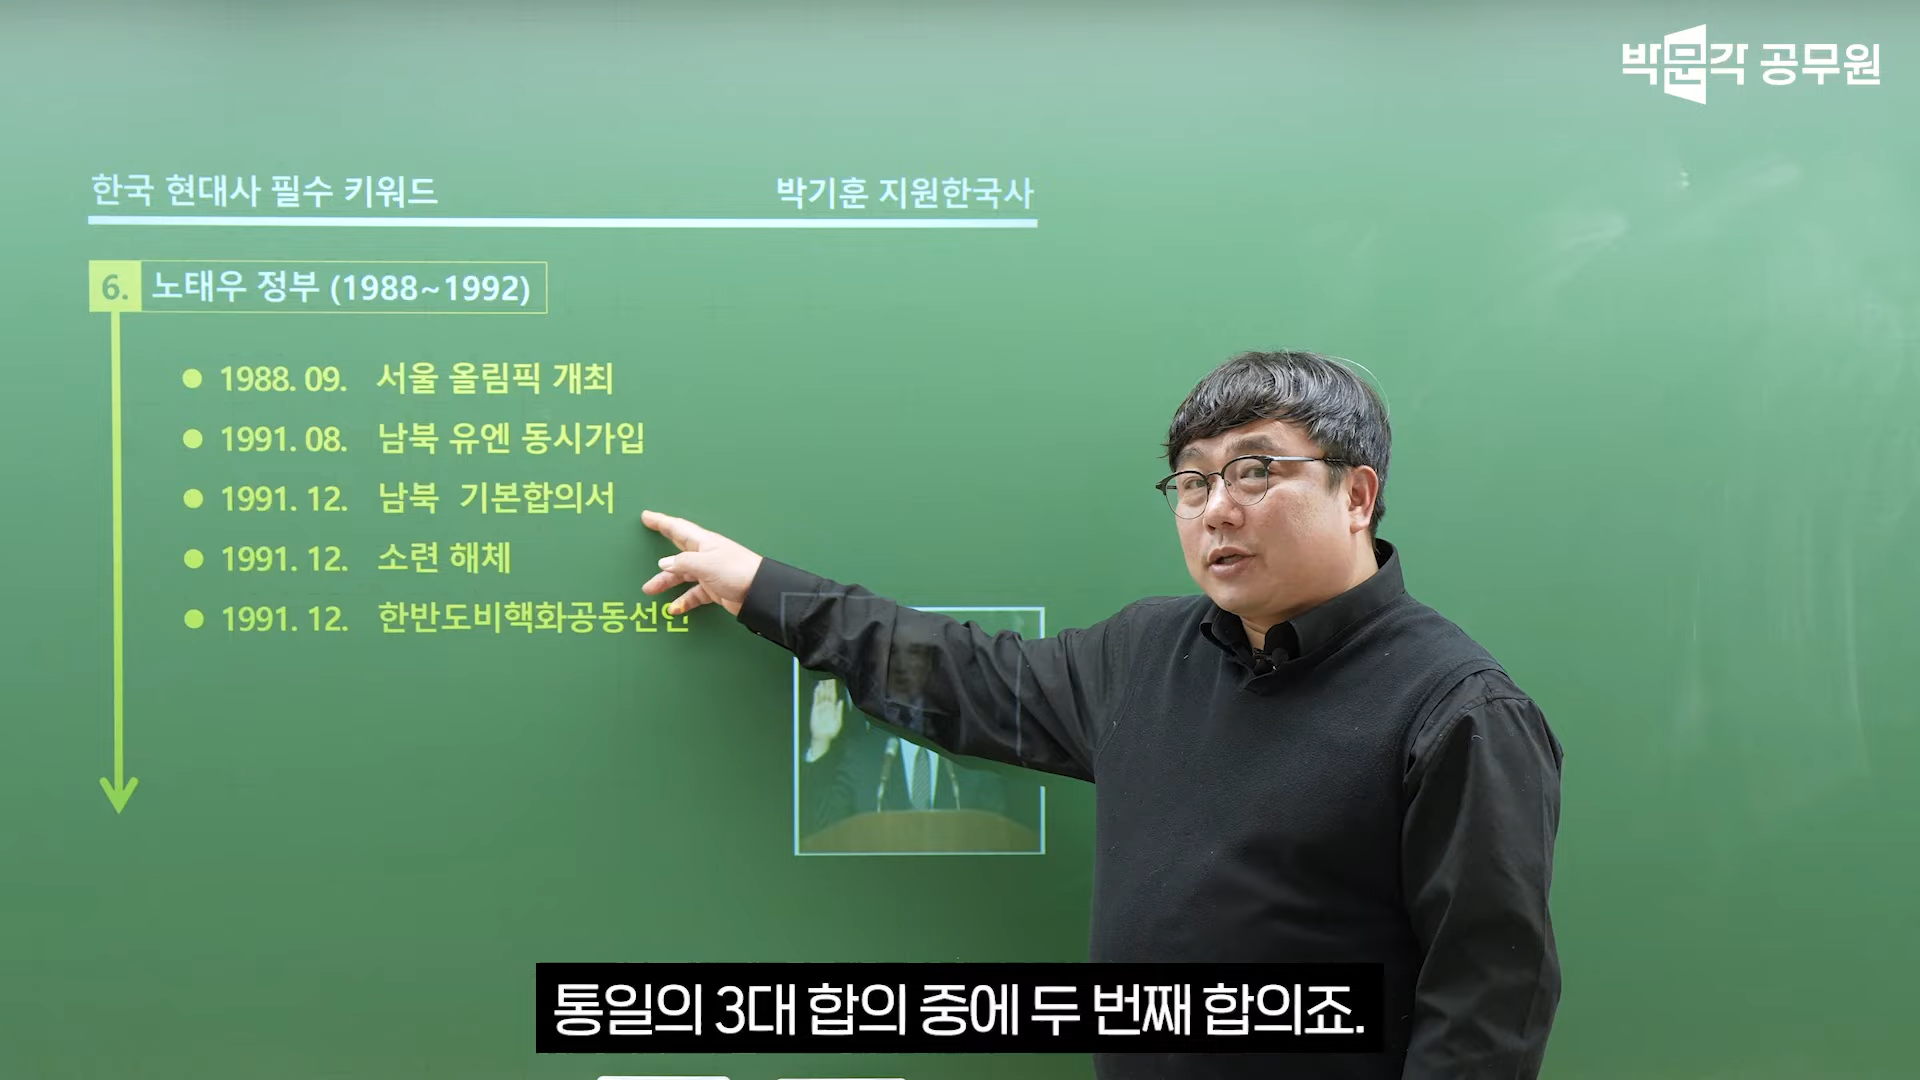 박문각 공무원
한국 현대사 필수 키워드 박기훈 지원한국사
6. 노태우 정부 (1988~1992)
● 1988. 09. 서울 올림픽 개최
● 1991. 08. 남북 유엔 동시가입
● 1991. 12. 남북 기본합의서
● 1991. 12. 소련 해체
● 1991. 12. 한반도비핵화공동선언
통일의 3대 합의 중에 두 번째 합의죠.